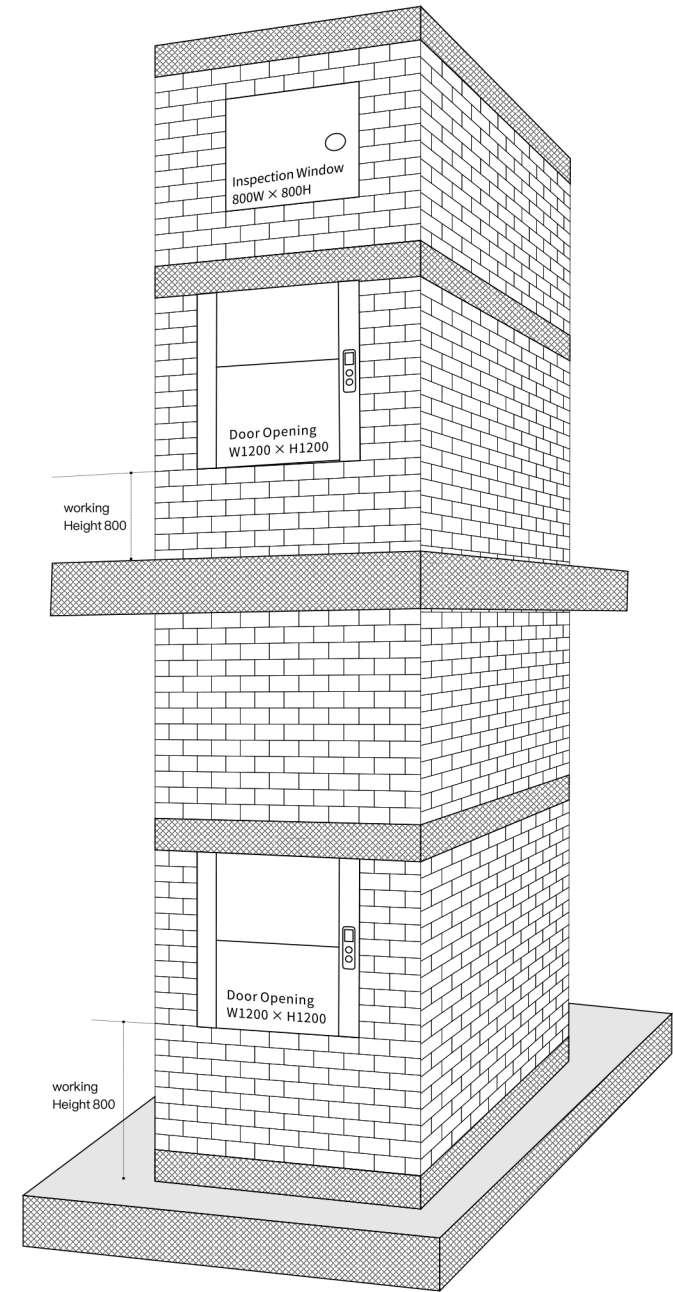 Inspection Window
800W × 800H
Door Opening
W1200 × H1200
working
Height 800
Door Opening
W1200 × H1200
working
Height 800